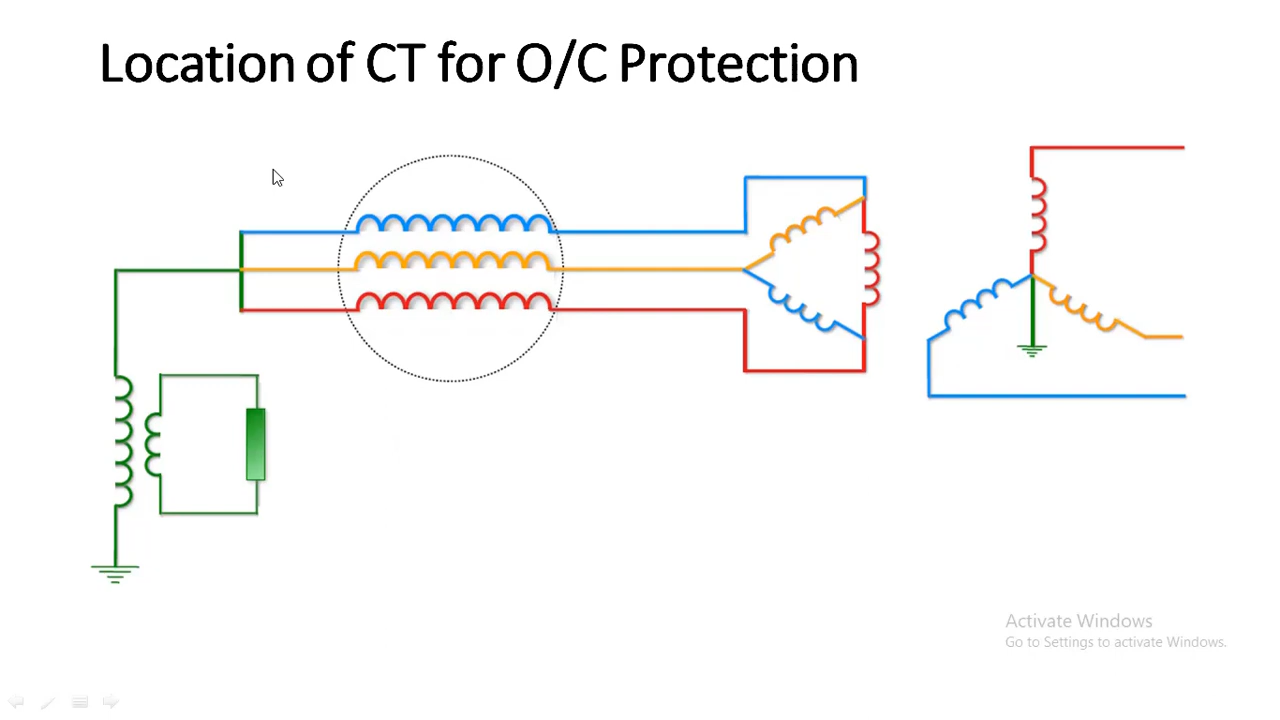 Location of CT for O/C Protection
Activate Windows
Go to Settings to activate Windows.